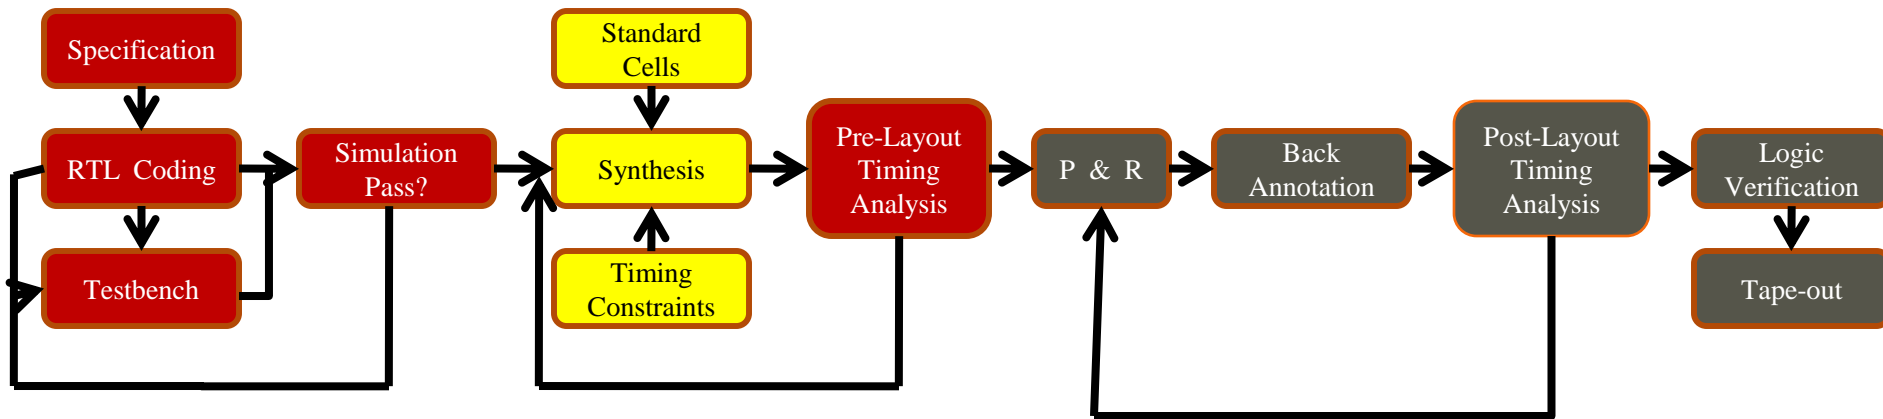 Specification
RTL Coding
Testbench
Simulation
Pass?
Standard
Cells
Synthesis
Timing
Constraints
Pre-Layout
Timing
Analysis
P & R
Back
Annotation
Post-Layout
Timing
Analysis
Logic
Verification
Tape-out